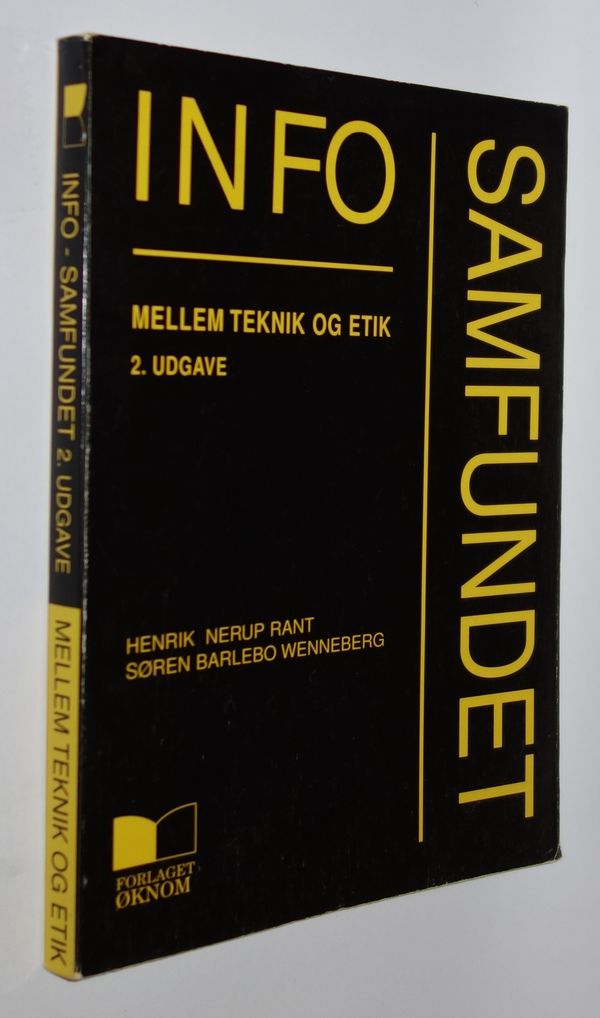 INFO
SAMFUNDET
MELLEM TEKNIK OG ETIK
2. UDGAVE
HENRIK NERUP RANT
SØREN BARLEBO WENNEBERG
FORLAGET
ØKNOM
INFO - SAMFUNDET 2. UDGAVE
MELLEM TEKNIK OG ETIK